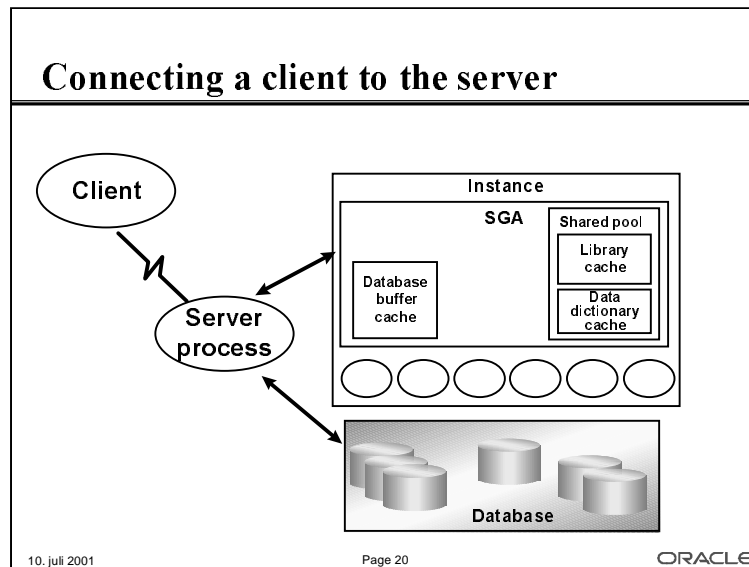 Connecting a client to the server
Client
Server
process
Instance
SGA
Shared pool
Library
cache
Data
dictionary
cache
Database
buffer
cache
Database
10. juli 2001
Page 20
ORACLE